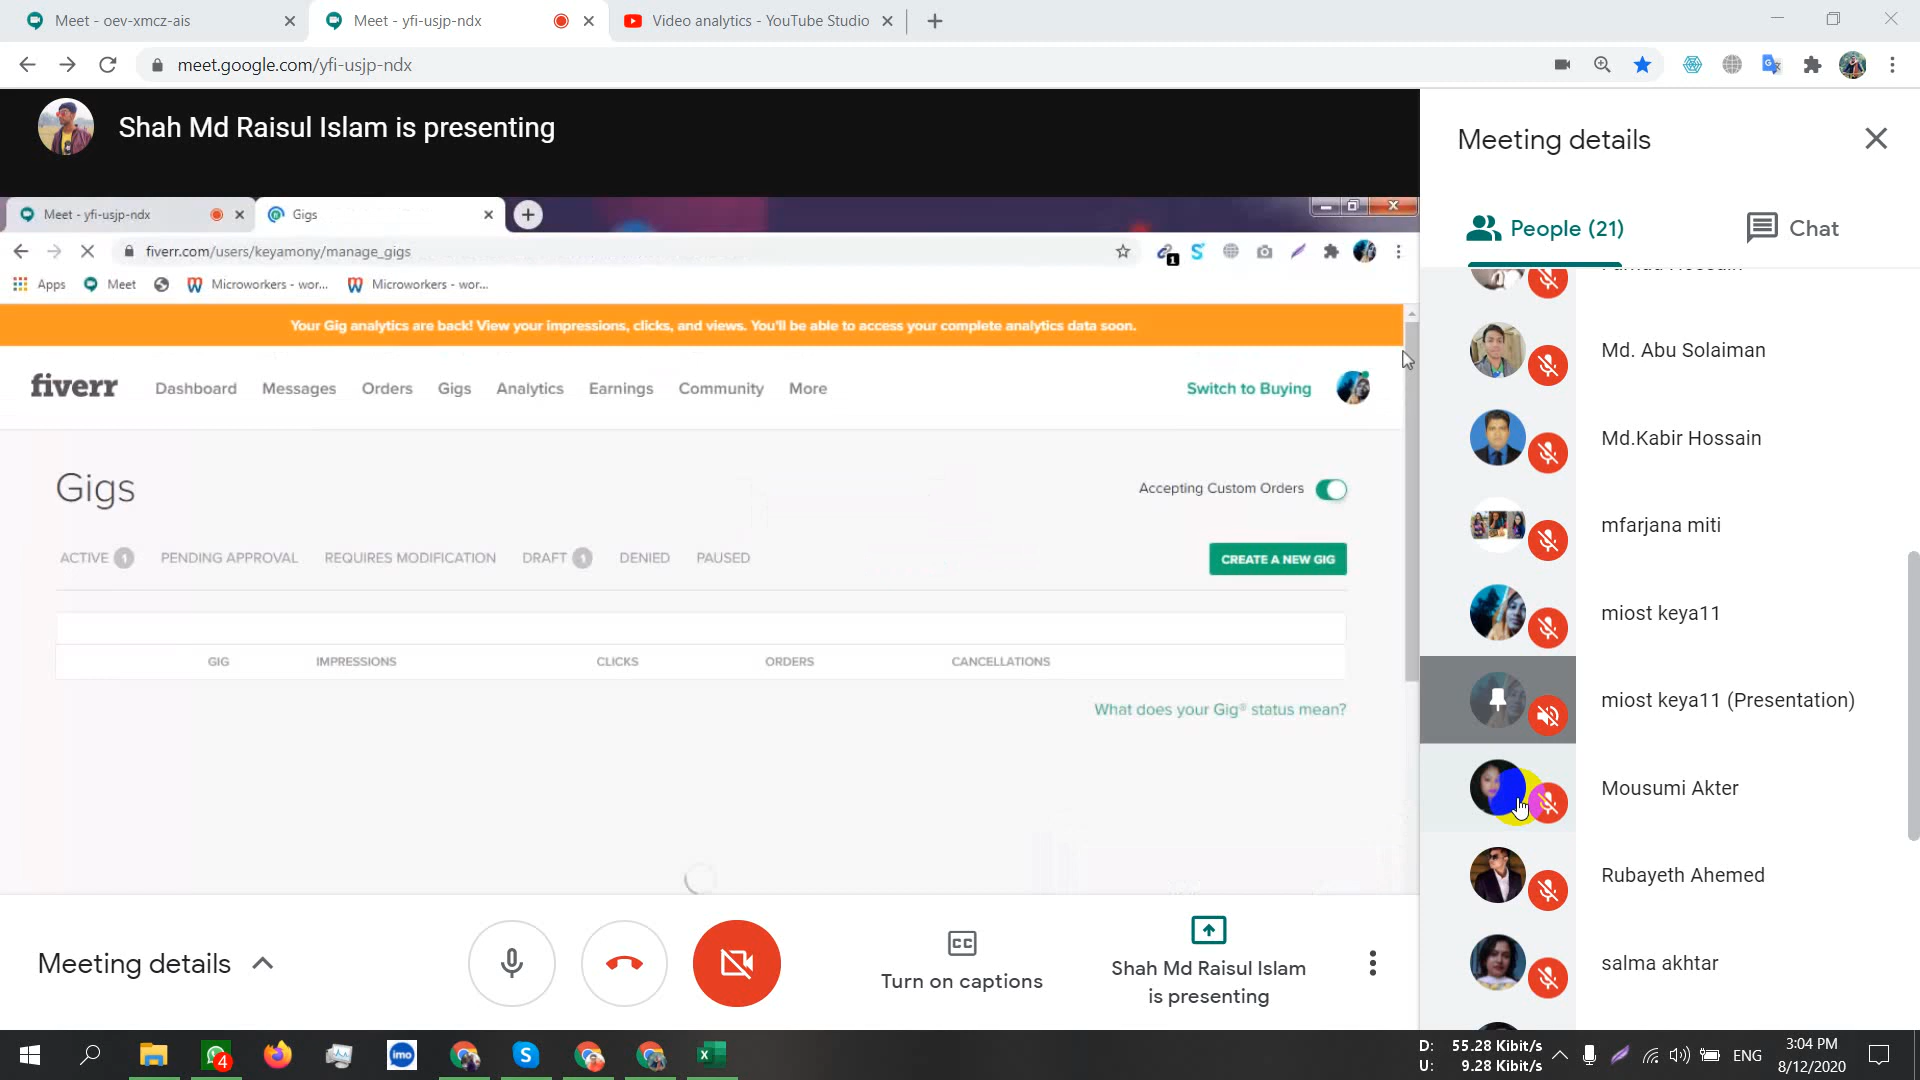 Meet - oev-xmcz-ais
Meet - yfi-usjp-ndx
Video analytics - YouTube Studio
meet.google.com/yfi-usjp-ndx
Shah Md Raisul Islam is presenting
Meet - yfi-usjp-ndx
Gigs
fiverr.com/users/keyamony/manage_gigs
1
Apps
Meet
Microworkers - wor...
Microworkers - wor...
Your Gig analytics are back! View your impressions, clicks, and views. You'll be able to access your complete analytics data soon.
fiverr
Dashboard
Messages
Orders
Gigs
Analytics
Earnings
Community
More
Switch to Buying
Gigs
Accepting Custom Orders
ACTIVE 1
PENDING APPROVAL
REQUIRES MODIFICATION
DRAFT 1
DENIED
PAUSED
CREATE A NEW GIG
GIG
IMPRESSIONS
CLICKS
ORDERS
CANCELLATIONS
What does your Gig® status mean?
Meeting details
People (21)
Chat
Md. Abu Solaiman
Md.Kabir Hossain
mfarjana miti
miost keya11
miost keya11 (Presentation)
Mousumi Akter
Rubayeth Ahemed
salma akhtar
Meeting details
CC
Turn on captions
Shah Md Raisul Islam
is presenting
4
imo
D: 55.28 Kibit/s
U: 9.28 Kibit/s
ENG
3:04 PM
8/12/2020